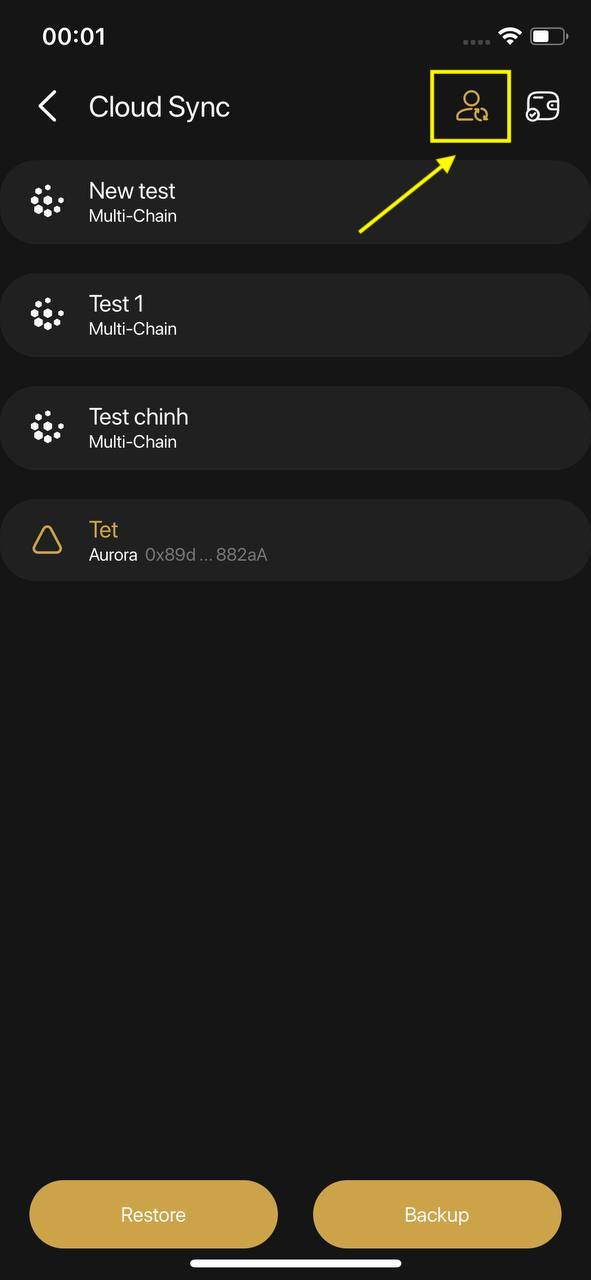 00:01
Cloud Sync
New test
Multi-Chain
Test 1
Multi-Chain
Test chinh
Multi-Chain
Tet
Aurora 0x89d ... 882aA
Restore
Backup